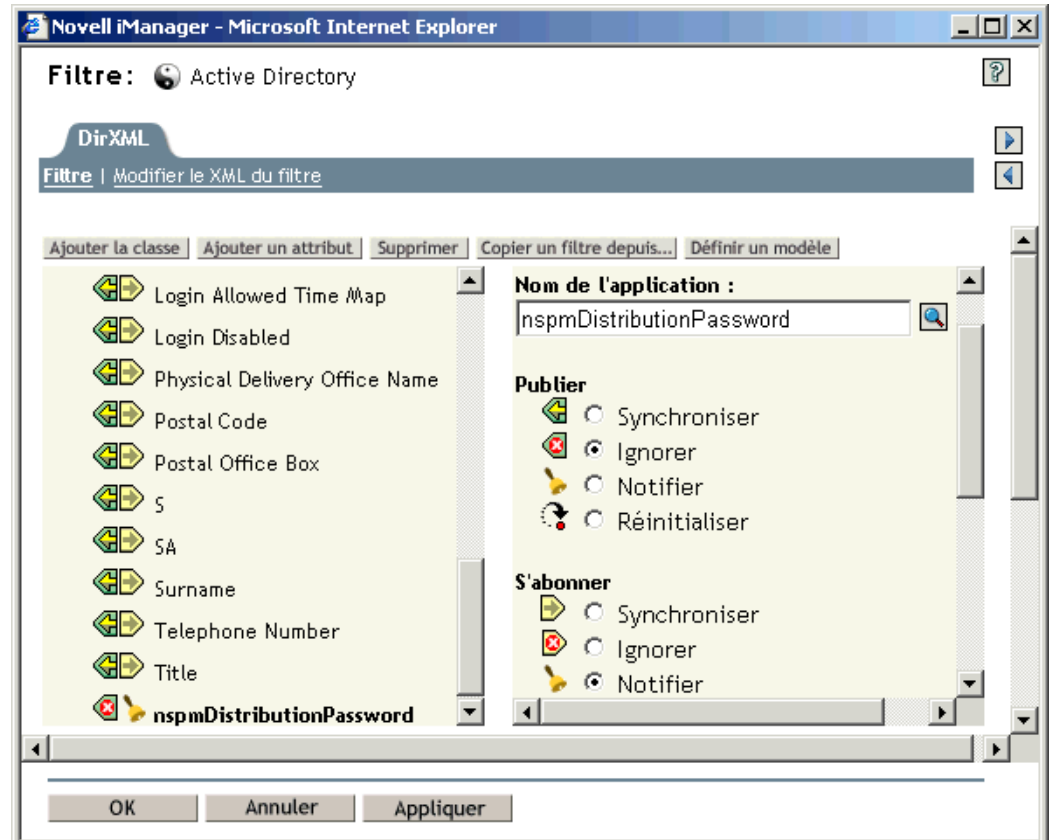 Novell iManager - Microsoft Internet Explorer
Filtre: Active Directory
DirXML
Filtre | Modifier le XML du filtre
Ajouter la classe Ajouter un attribut Supprimer Copier un filtre depuis... Définir un modèle
Login Allowed Time Map
Login Disabled
Physical Delivery Office Name
Postal Code
Postal Office Box
S
SA
Surname
Telephone Number
Title
nspmDistributionPassword
Nom de l'application :
nspmDistributionPassword
Publier
Synchroniser
Ignorer
Notifier
Réinitialiser
S'abonner
Synchroniser
Ignorer
Notifier
OK Annuler Appliquer